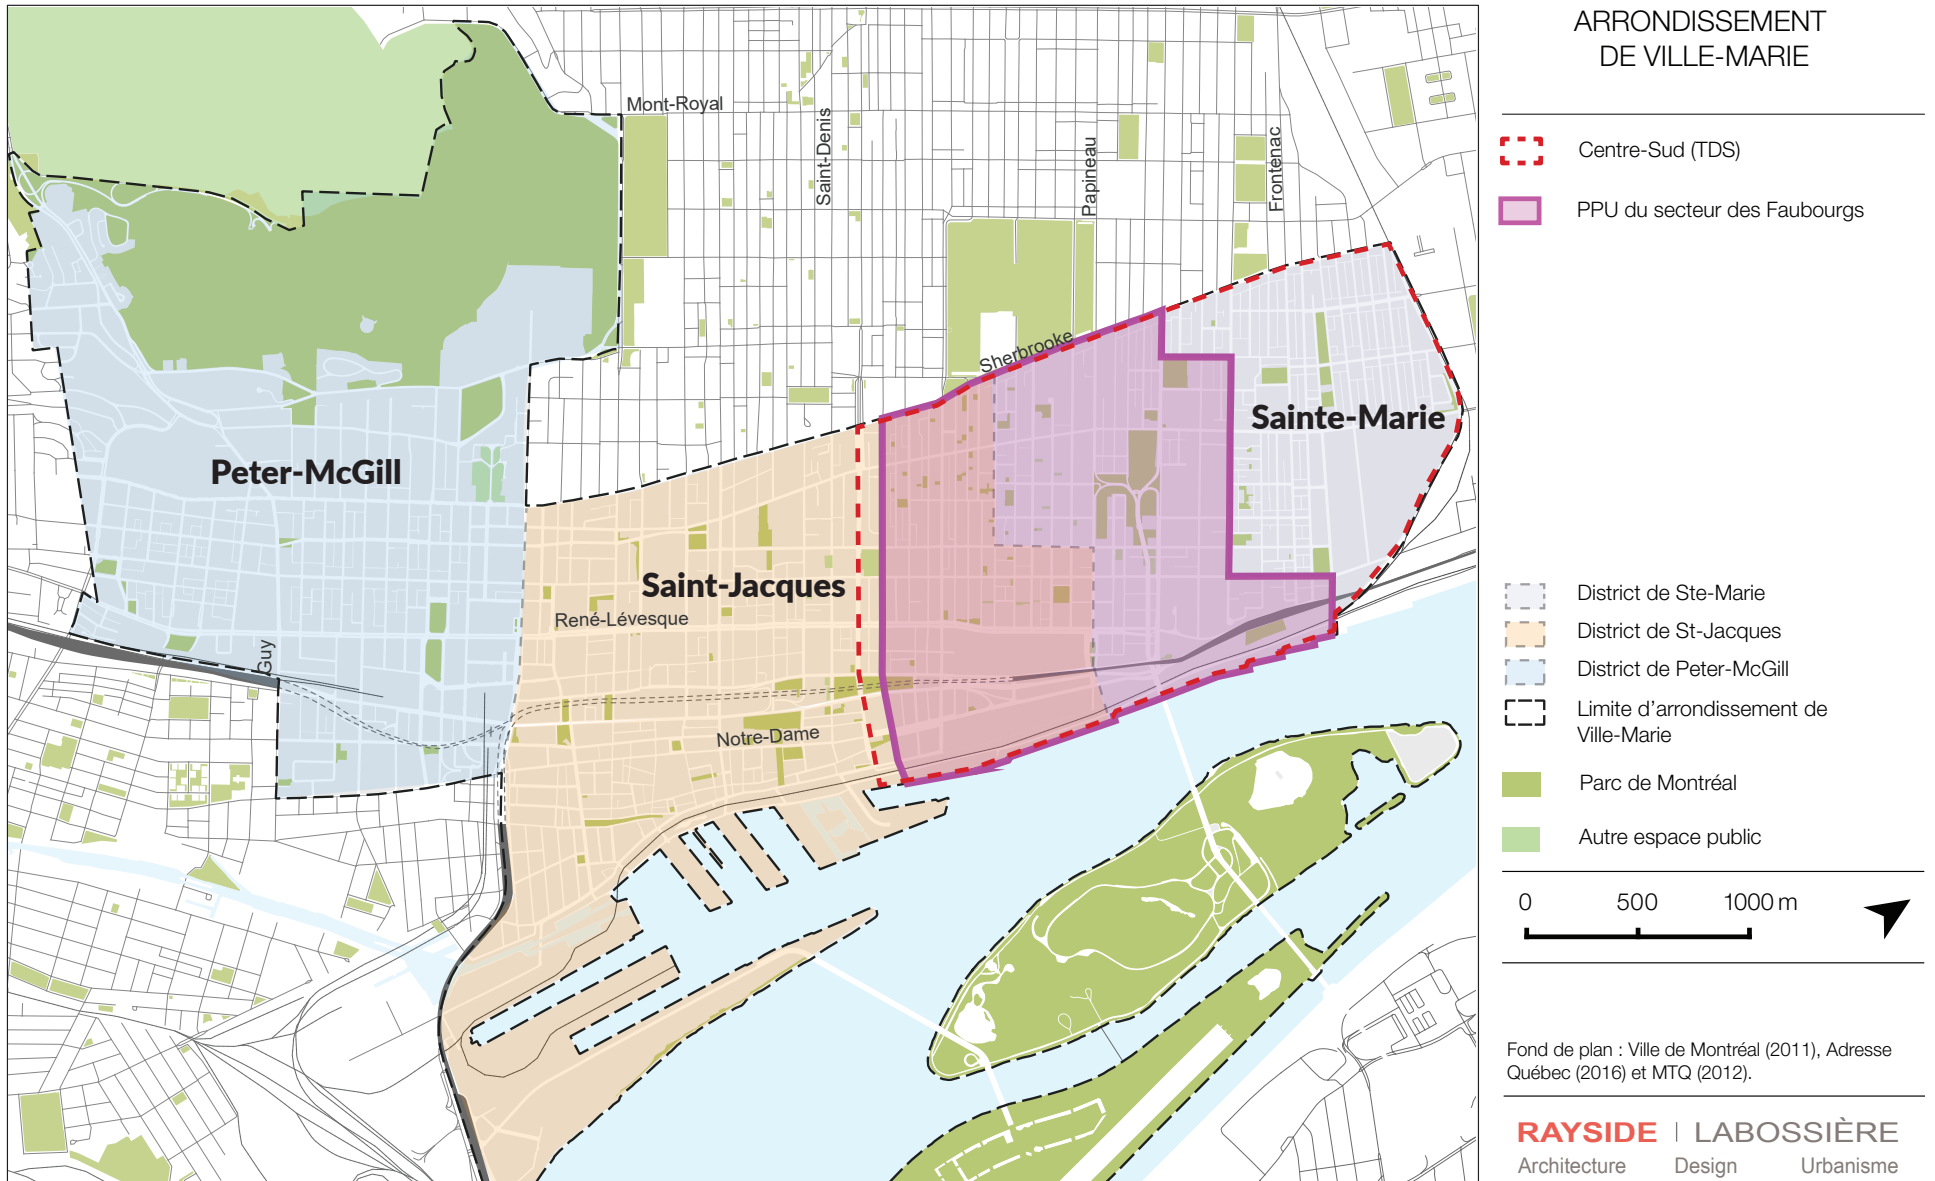 ARRONDISSEMENT
DE VILLE-MARIE
Centre-Sud (TDS)
PPU du secteur des Faubourgs
District de Ste-Marie
District de St-Jacques
District de Peter-McGill
Limite d'arrondissement de
Ville-Marie
Parc de Montréal
Autre espace public
0 500 1000 m
Fond de plan : Ville de Montréal (2011), Adresse
Québec (2016) et MTQ (2012).
RAYSIDE | LABOSSIÈRE
Architecture Design Urbanisme
Mont-Royal
Saint-Denis
Papineau
Frontenac
Sherbrooke
Sainte-Marie
Peter-McGill
Saint-Jacques
René-Lévesque
Guy
Notre-Dame